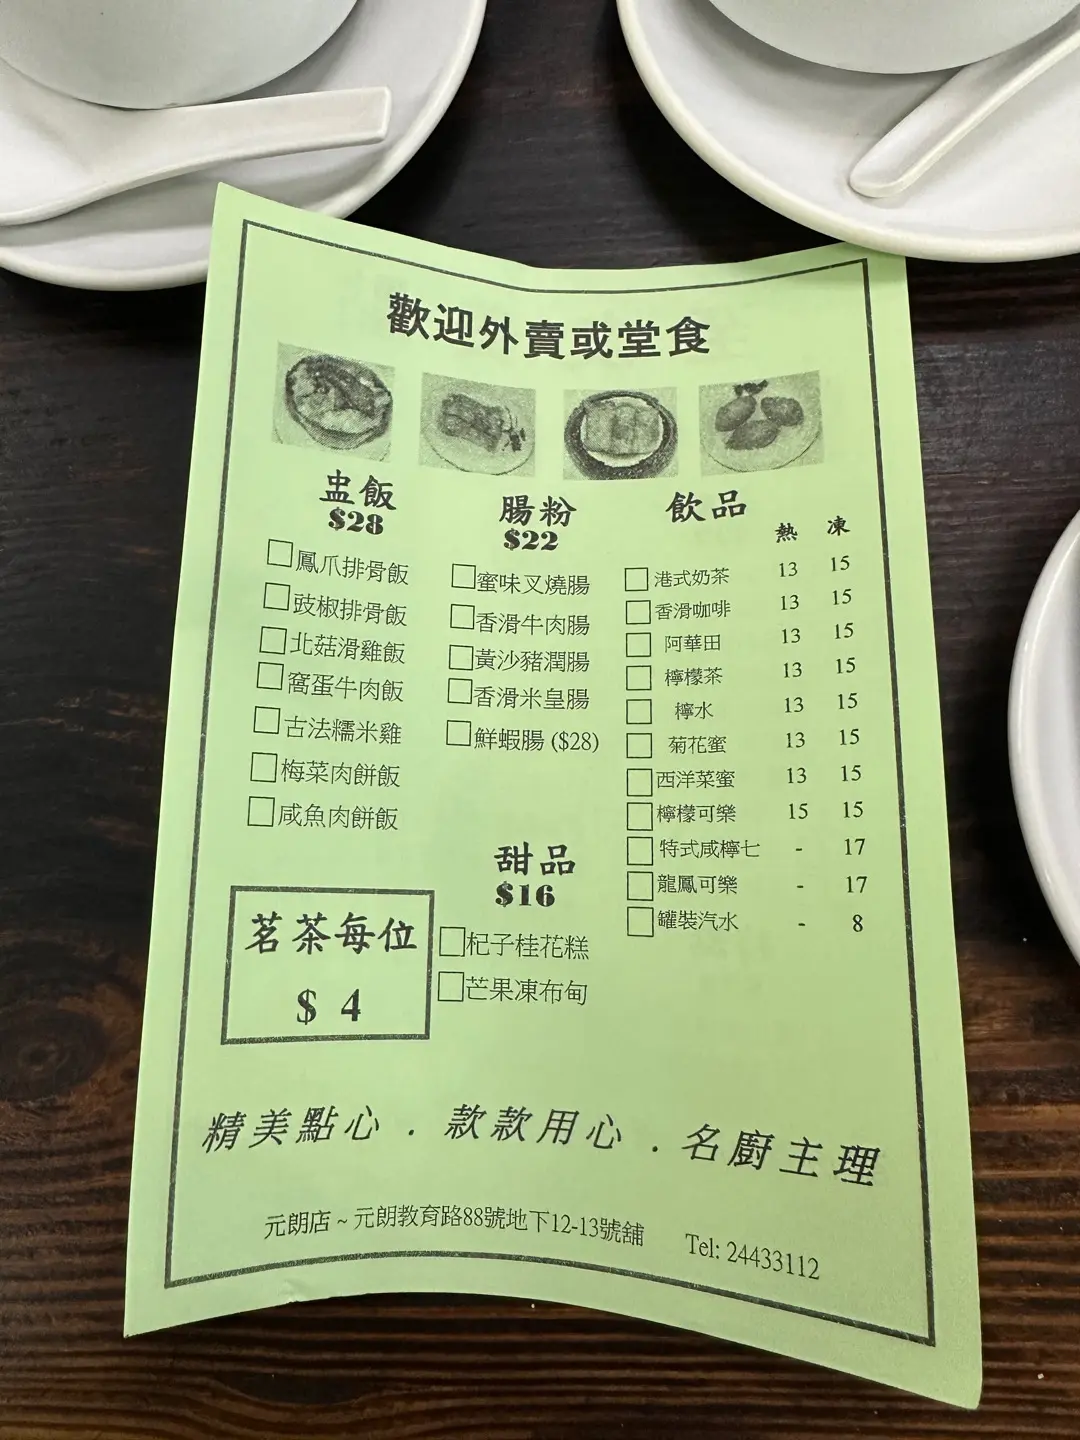 歡迎外賣或堂食
盅飯
$28
鳳爪排骨飯
豉椒排骨飯
北菇滑雞飯
窩蛋牛肉飯
古法糯米雞
梅菜肉餅飯
咸魚肉餅飯
茗茶每位
$ 4
腸粉
$22
蜜味叉燒腸
香滑牛肉腸
黃沙豬潤腸
香滑米皇腸
鮮蝦腸 ($28)
甜品
$16
杞子桂花糕
芒果凍布甸
飲品
熱 凍
港式奶茶 13 15
香滑咖啡 13 15
阿華田 13 15
檸檬茶 13 15
檸水 13 15
菊花蜜 13 15
西洋菜蜜 13 15
檸檬可樂 15 15
特式咸檸七 - 17
龍鳳可樂 - 17
罐裝汽水 - 8
精美點心 . 款款用心 . 名廚主理
元朗店 ~ 元朗教育路88號地下12-13號舖 Tel: 24433112